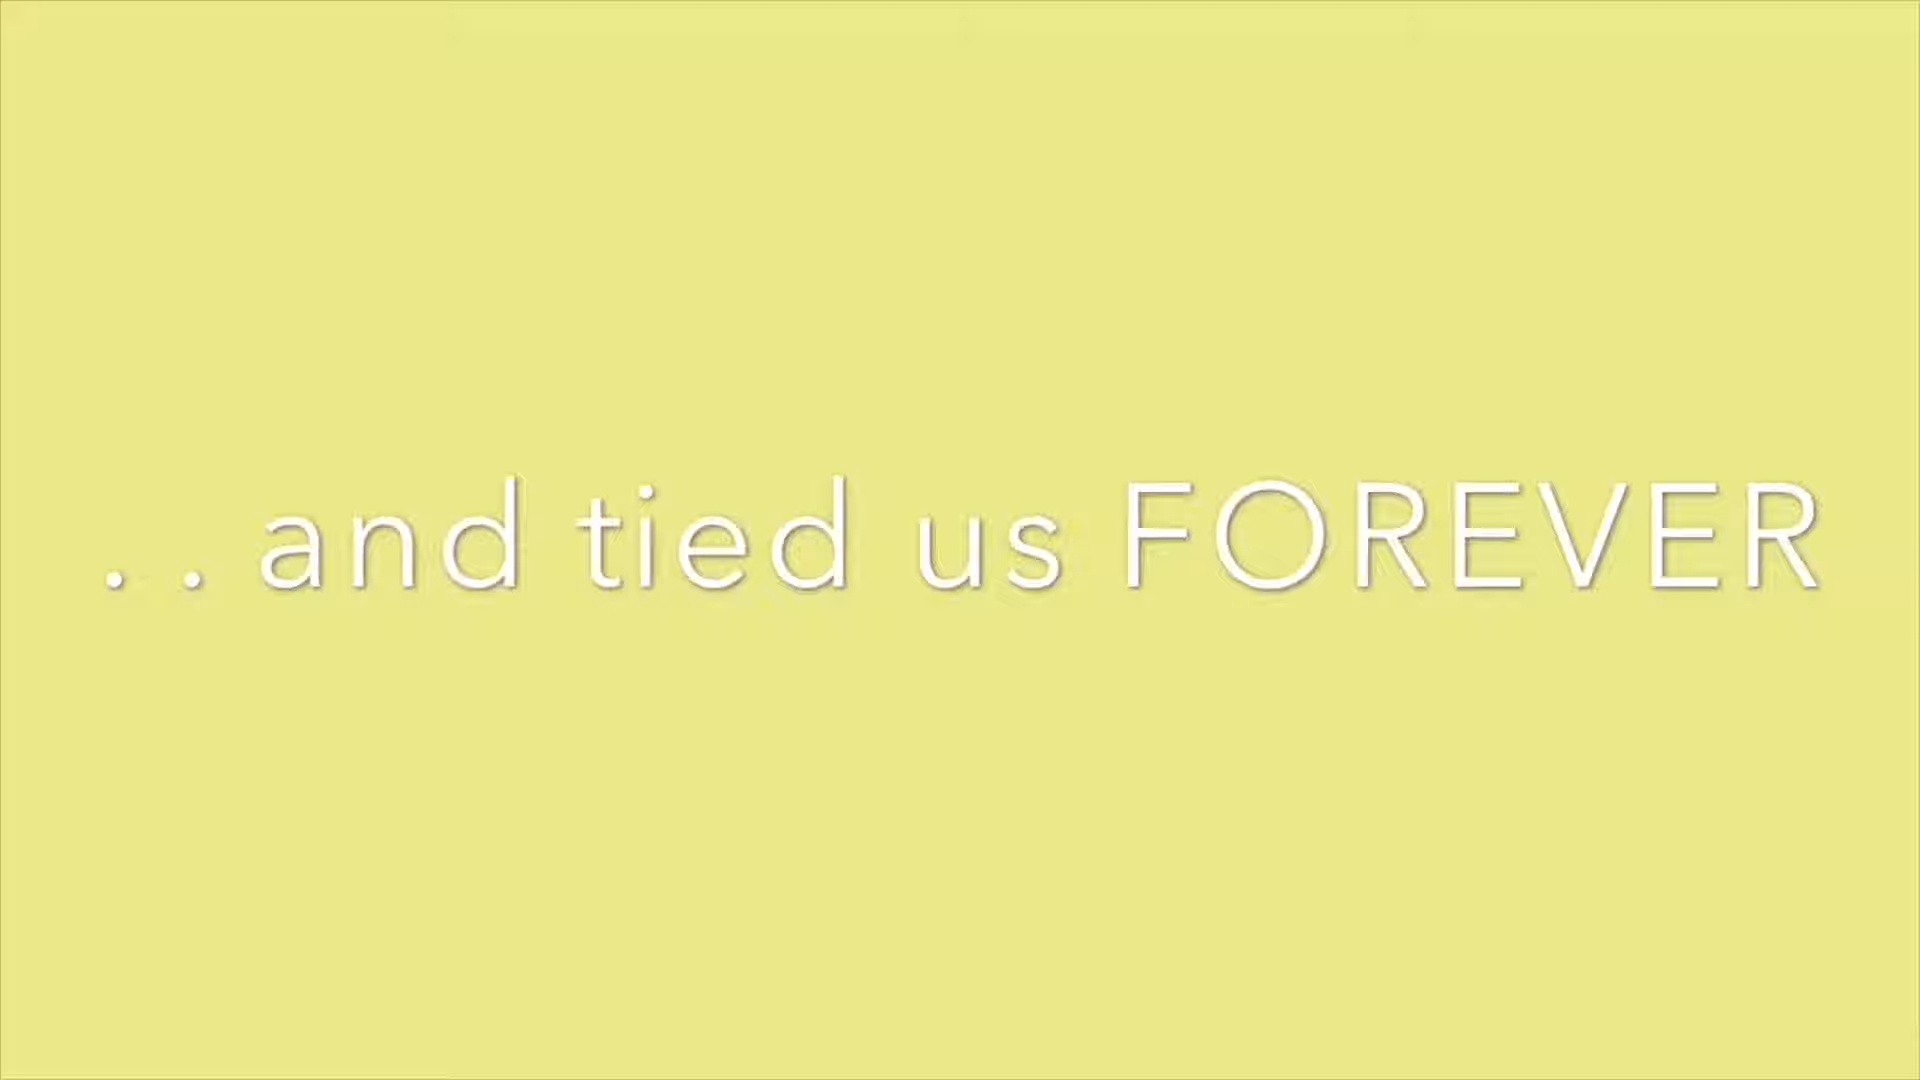 . . and tied us FOREVER